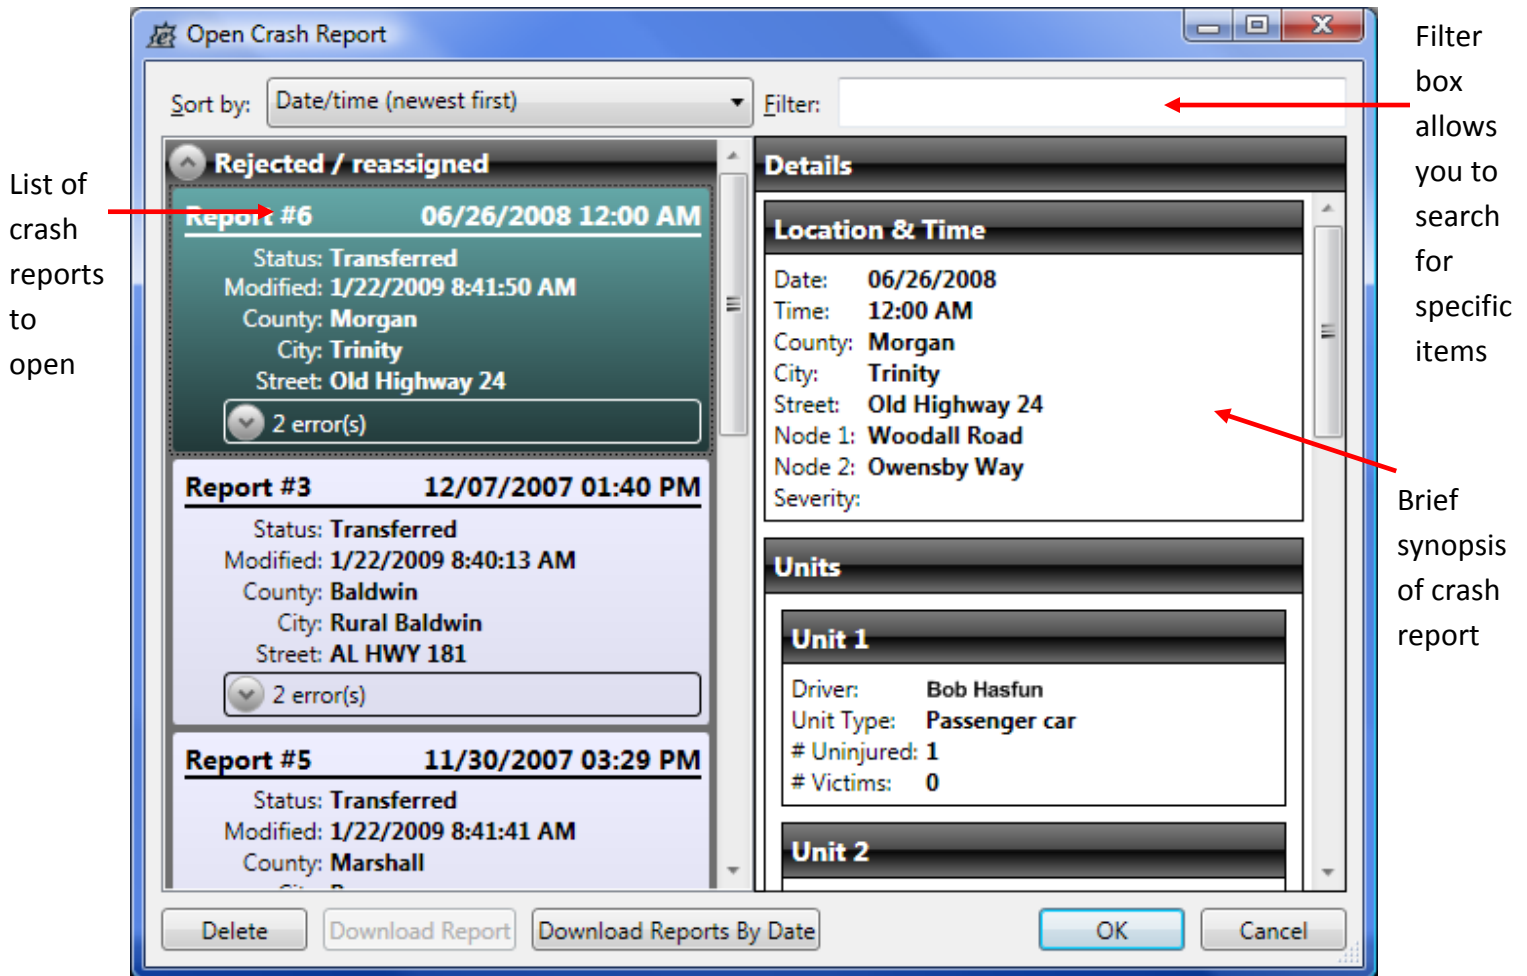 Open Crash Report
Sort by: Date/time (newest first)
Filter:
Rejected / reassigned
Report #6 06/26/2008 12:00 AM
Status: Transferred
Modified: 1/22/2009 8:41:50 AM
County: Morgan
City: Trinity
Street: Old Highway 24
2 error(s)
Report #3 12/07/2007 01:40 PM
Status: Transferred
Modified: 1/22/2009 8:40:13 AM
County: Baldwin
City: Rural Baldwin
Street: AL HWY 181
2 error(s)
Report #5 11/30/2007 03:29 PM
Status: Transferred
Modified: 1/22/2009 8:41:41 AM
County: Marshall
Details
Location & Time
Date: 06/26/2008
Time: 12:00 AM
County: Morgan
City: Trinity
Street: Old Highway 24
Node 1: Woodall Road
Node 2: Owensby Way
Severity:
Units
Unit 1
Driver: Bob Hasfun
Unit Type: Passenger car
# Uninjured: 1
# Victims: 0
Unit 2
Delete
Download Report
Download Reports By Date
OK
Cancel
List of
crash
reports
to
open
Filter
box
allows
you to
search
for
specific
items
Brief
synopsis
of crash
report